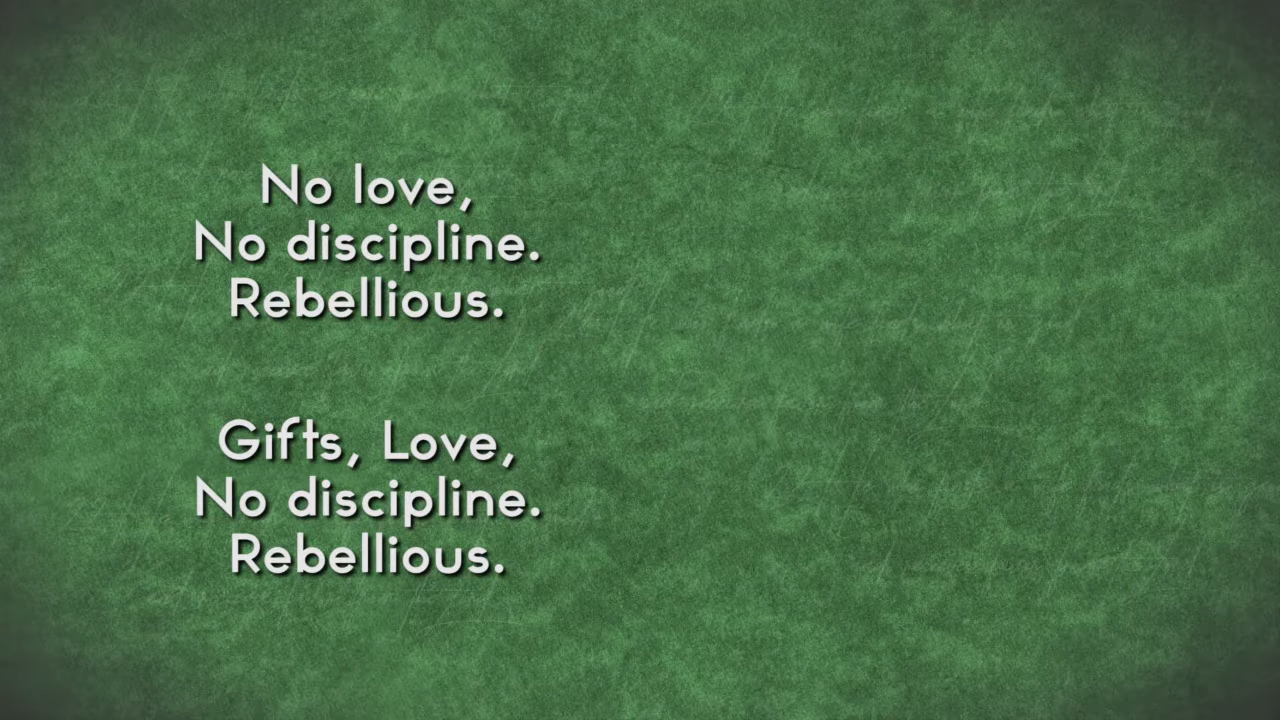 No love,
No discipline.
Rebellious.
Gifts, Love,
No discipline.
Rebellious.